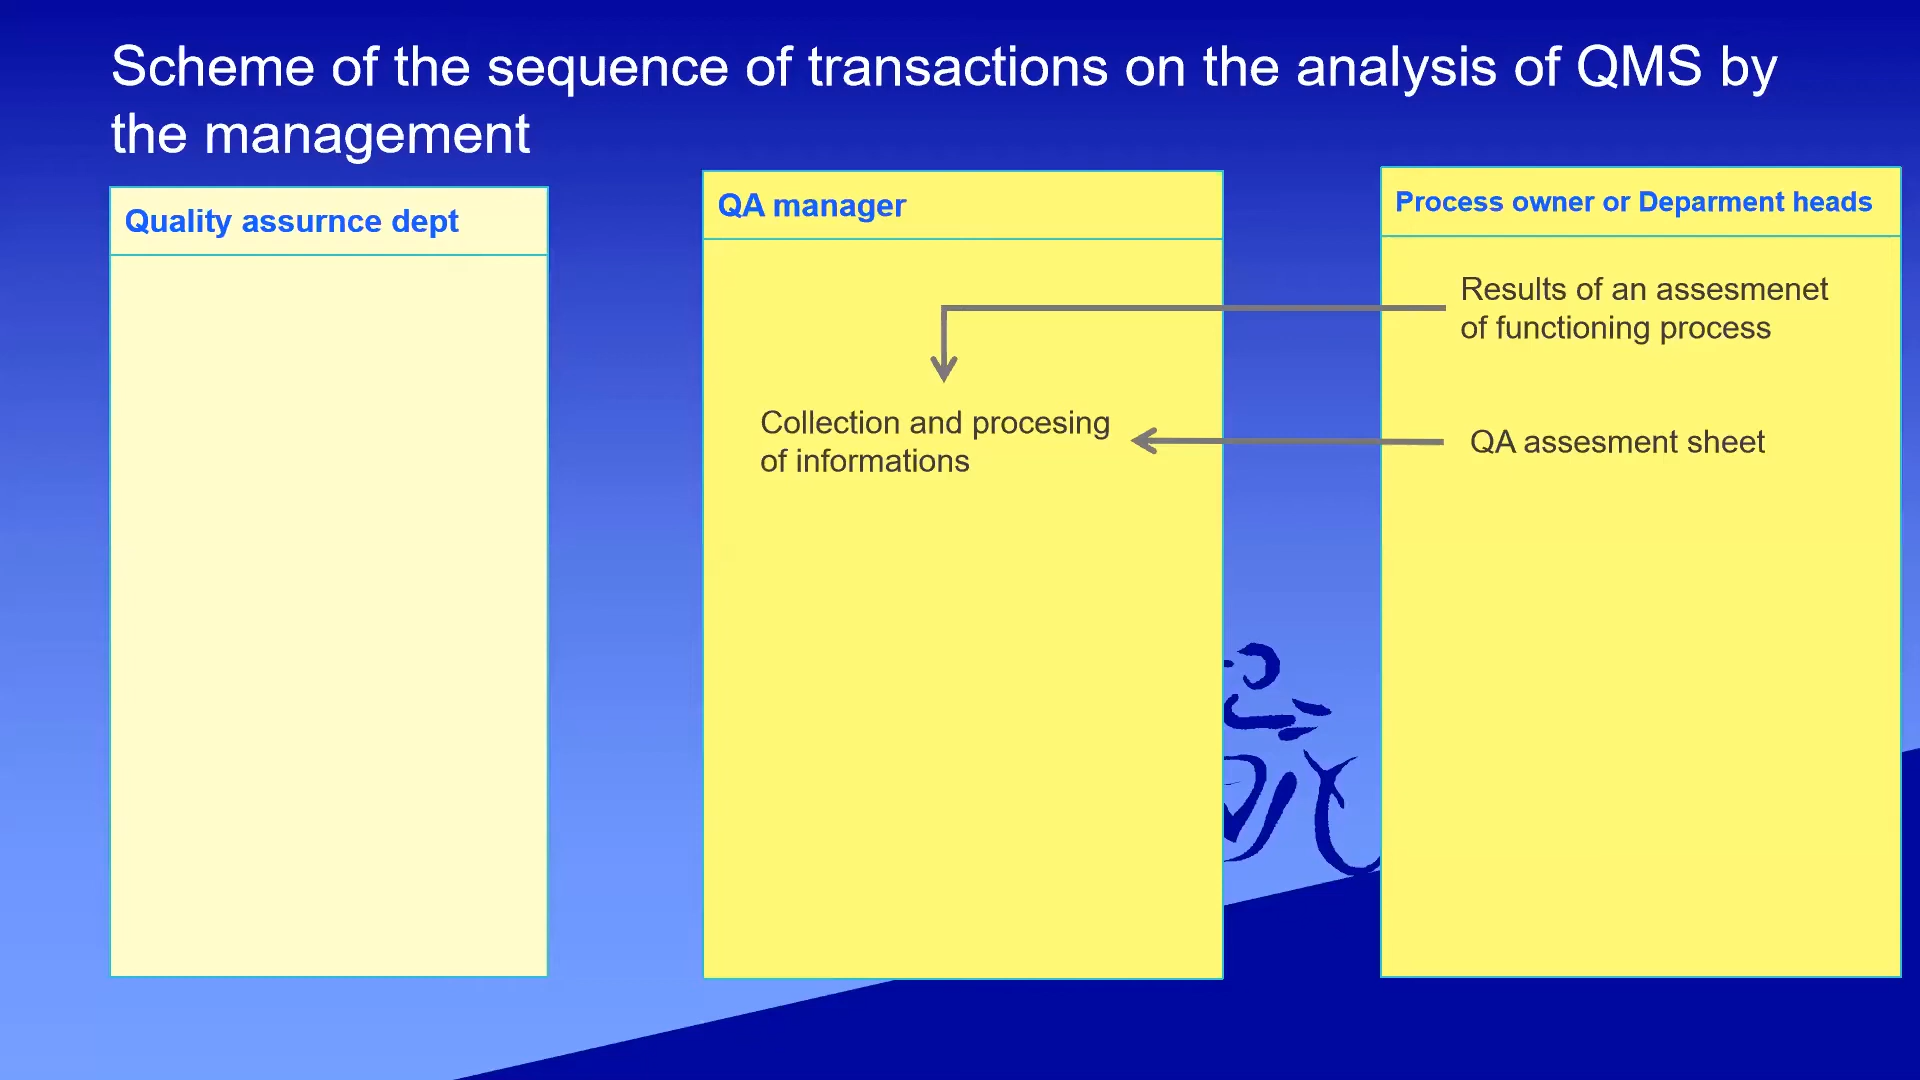 Scheme of the sequence of transactions on the analysis of QMS by
the management
Quality assurnce dept
QA manager
Process owner or Deparment heads
Results of an assesmenet
of functioning process
Collection and procesing
of informations
QA assesment sheet